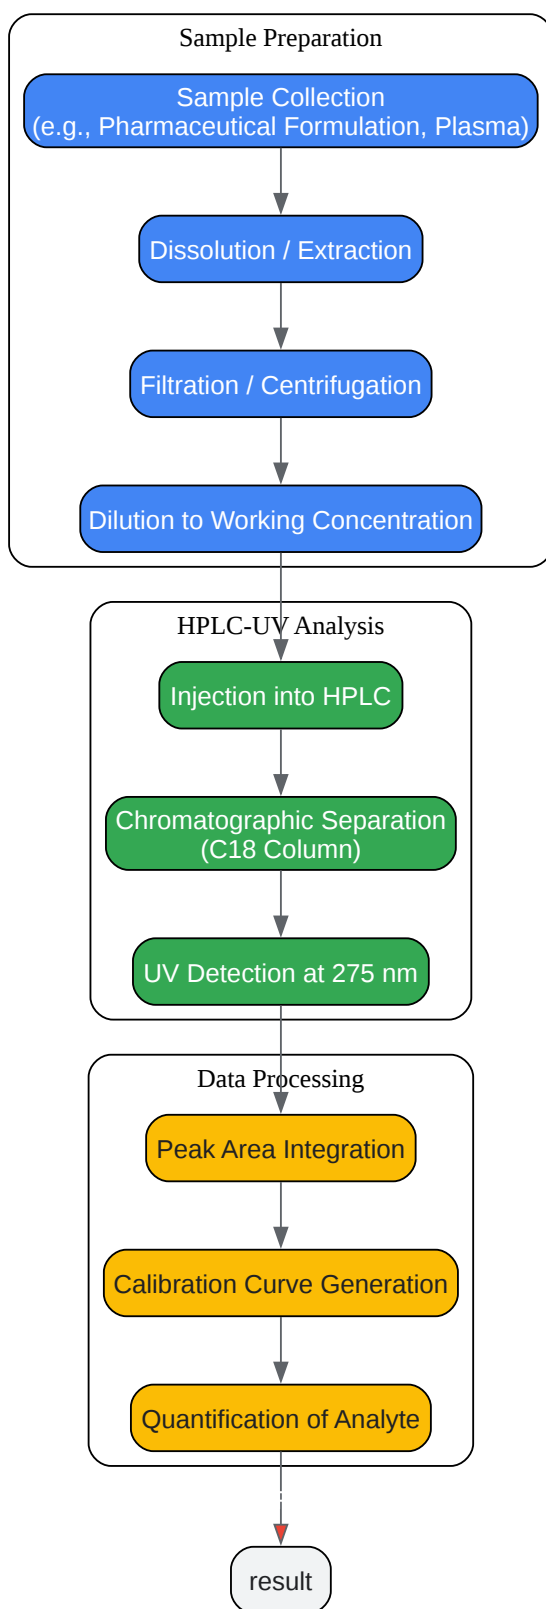 Sample Preparation
Sample Collection
(e.g., Pharmaceutical Formulation, Plasma)
Dissolution / Extraction
Filtration / Centrifugation
Dilution to Working Concentration
HPLC-UV Analysis
Injection into HPLC
Chromatographic Separation
(C18 Column)
UV Detection at 275 nm
Data Processing
Peak Area Integration
Calibration Curve Generation
Quantification of Analyte
result